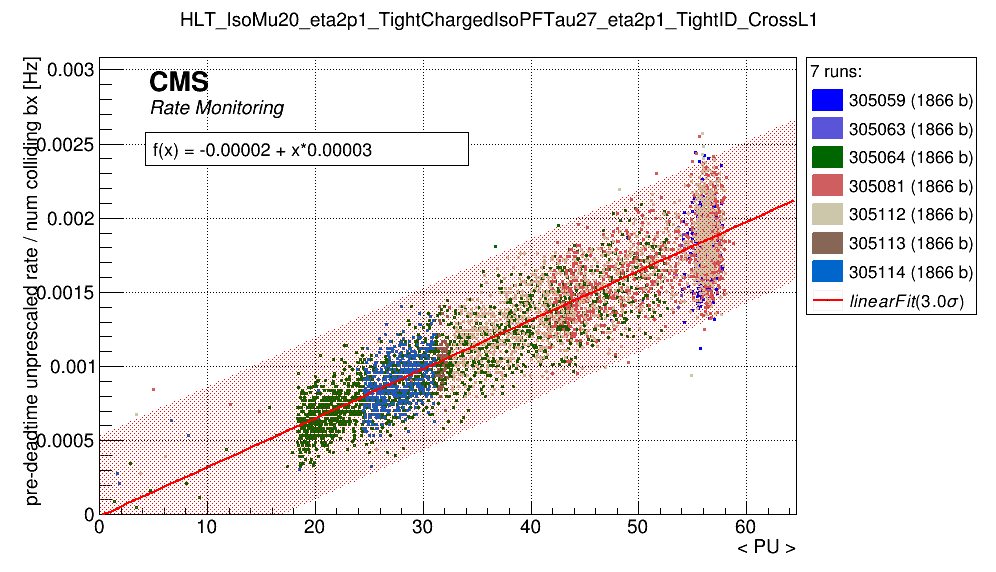 HLT_IsoMu20_eta2p1_TightChargedIsoPFTau27_eta2p1_TightID_CrossL1
pre-deadtime unprescaled rate / num colliding bx [Hz]
0.003
0.0025
0.002
0.0015
0.001
0.0005
0
CMS
Rate Monitoring
f(x) = -0.00002 + x*0.00003
7 runs:
305059 (1866 b)
305063 (1866 b)
305064 (1866 b)
305081 (1866 b)
305112 (1866 b)
305113 (1866 b)
305114 (1866 b)
linearFit(3.0σ)
0 10 20 30 40 50 60
< PU >